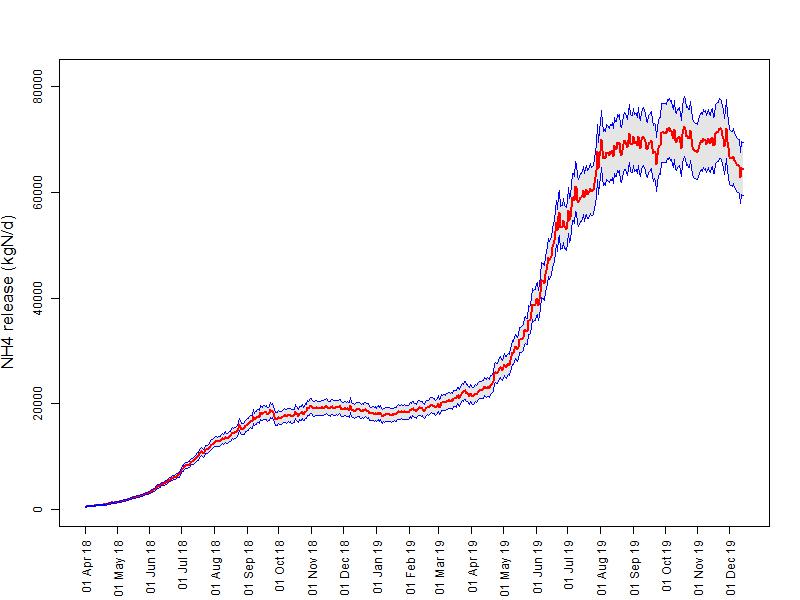 NH4 release (kgN/d)
80000
60000
40000
20000
0
01 Apr 18
01 May 18
01 Jun 18
01 Jul 18
01 Aug 18
01 Sep 18
01 Oct 18
01 Nov 18
01 Dec 18
01 Jan 19
01 Feb 19
01 Mar 19
01 Apr 19
01 May 19
01 Jun 19
01 Jul 19
01 Aug 19
01 Sep 19
01 Oct 19
01 Nov 19
01 Dec 19